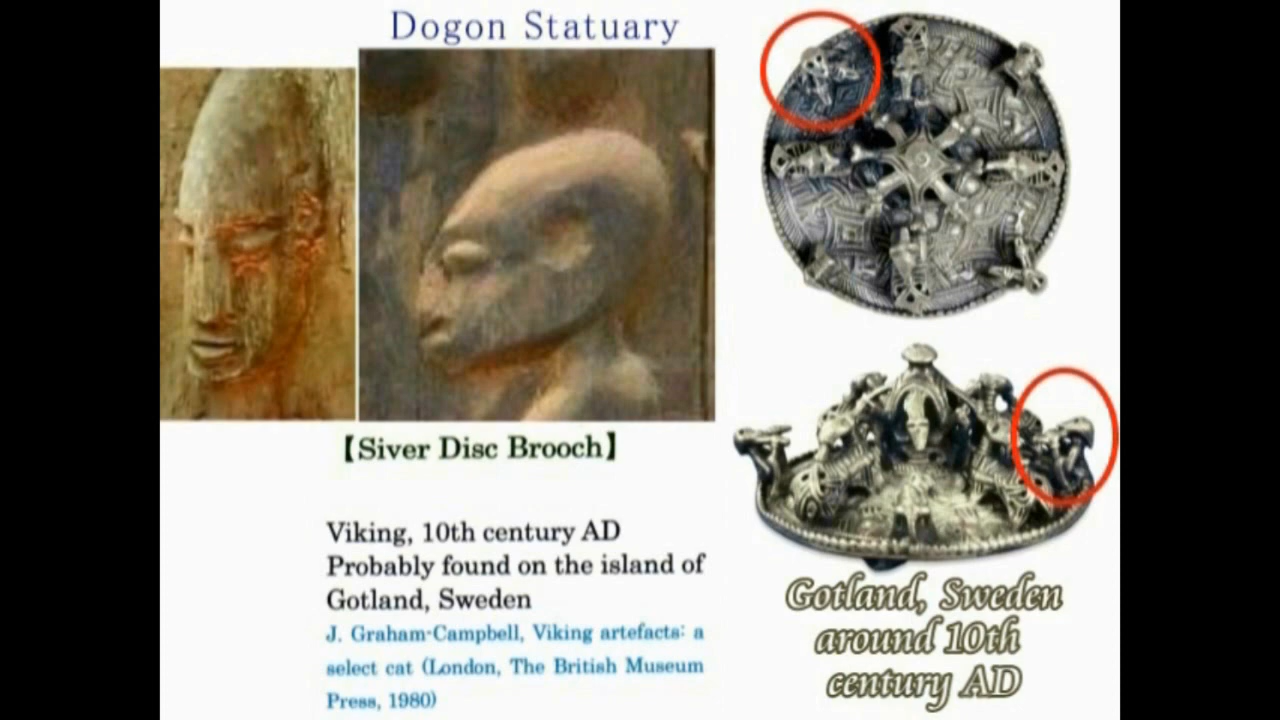 Dogon Statuary
【Siver Disc Brooch】
Viking, 10th century AD
Probably found on the island of
Gotland, Sweden
J. Graham-Campbell, Viking artefacts: a
select cat (London, The British Museum
Press, 1980)
Gotland, Sweden
around 10th
century AD